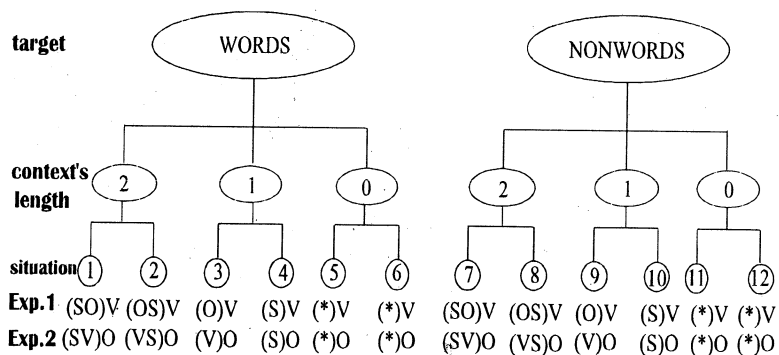 target WORDS NONWORDS
context's
length 2 1 0 2 1 0
situation 1 2 3 4 5 6 7 8 9 10 11 12
Exp.1 (SO)V (OS)V (O)V (S)V (*)V (*)V (SO)V (OS)V (O)V (S)V (*)V (*)V
Exp.2 (SV)O (VS)O (V)O (S)O (*)O (*)O (SV)O (VS)O (V)O (S)O (*)O (*)O